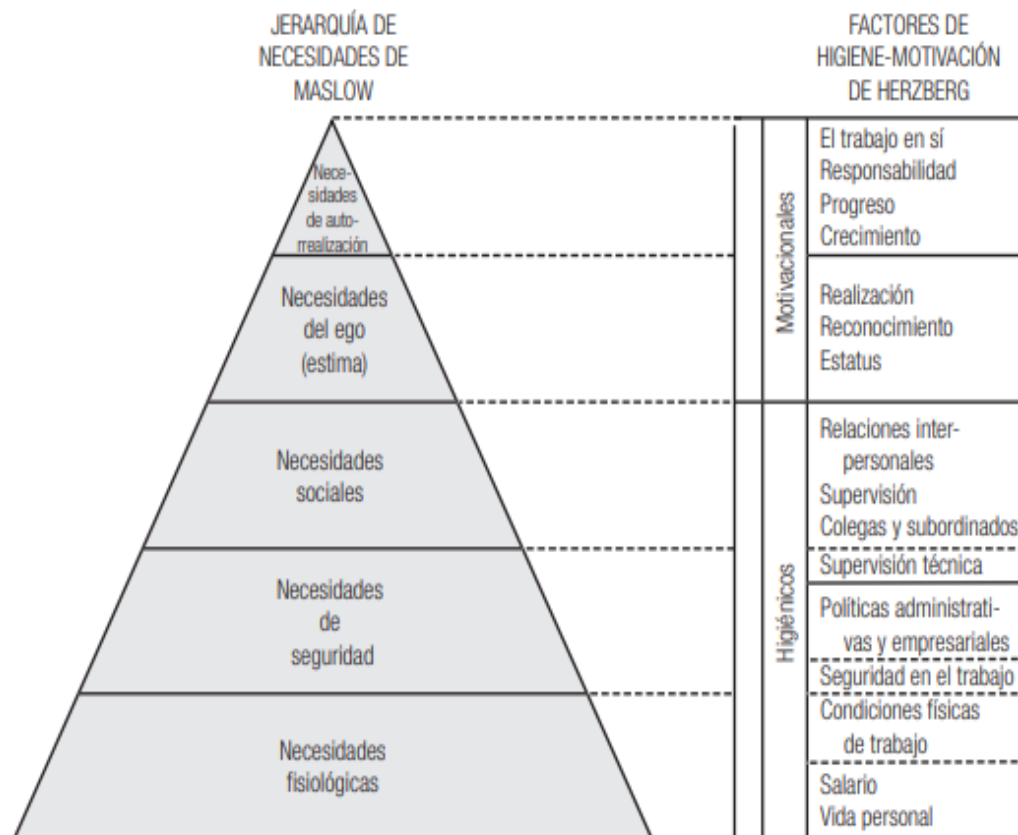 JERARQUÍA DE
NECESIDADES DE
MASLOW
Nece-
sidades
de auto-
rrealización
Necesidades
del ego
(estima)
Necesidades
sociales
Necesidades
de
seguridad
Necesidades
fisiológicas
FACTORES DE
HIGIENE-MOTIVACIÓN
DE HERZBERG
Motivacionales
El trabajo en sí
Responsabilidad
Progreso
Crecimiento
Realización
Reconocimiento
Estatus
Higiénicos
Relaciones inter-
personales
Supervisión
Colegas y subordinados
Supervisión técnica
Políticas administrati-
vas y empresariales
Seguridad en el trabajo
Condiciones físicas
de trabajo
Salario
Vida personal